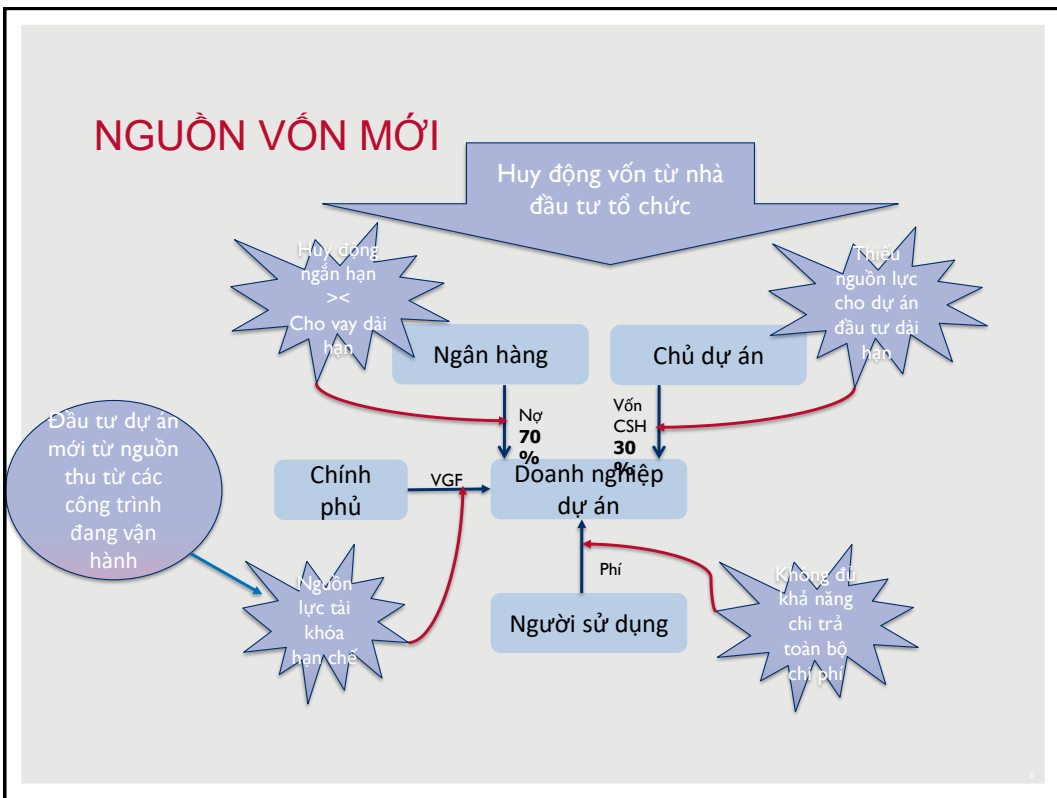 NGUỒN VỐN MỚI
Huy động vốn từ nhà
đầu tư tổ chức
Huy động
ngắn hạn
><
Cho vay dài
hạn
Thiếu
nguồn lực
cho dự án
đầu tư dài
hạn
Ngân hàng
Chủ dự án
Nợ
70
%
Vốn
CSH
30
%
Đầu tư dự án
mới từ nguồn
thu từ các
công trình
đang vận
hành
Chính
phủ
VGF
Doanh nghiệp
dự án
Phí
Nguồn
lực tài
khóa
hạn chế
Người sử dụng
Không đủ
khả năng
chi trả
toàn bộ
chi phí